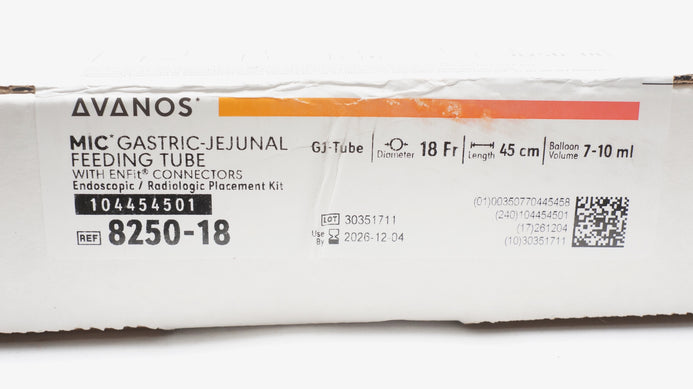 AVANOS*
MIC* GASTRIC-JEJUNAL
FEEDING TUBE
WITH ENFit® CONNECTORS
Endoscopic / Radiologic Placement Kit
104454501
REF 8250-18
GJ-Tube
Diameter 18 Fr
Length 45 cm
Balloon Volume 7-10 ml
LOT 30351711
Use By 2026-12-04
(01)00350770445458
(240)104454501
(17)261204
(10)30351711